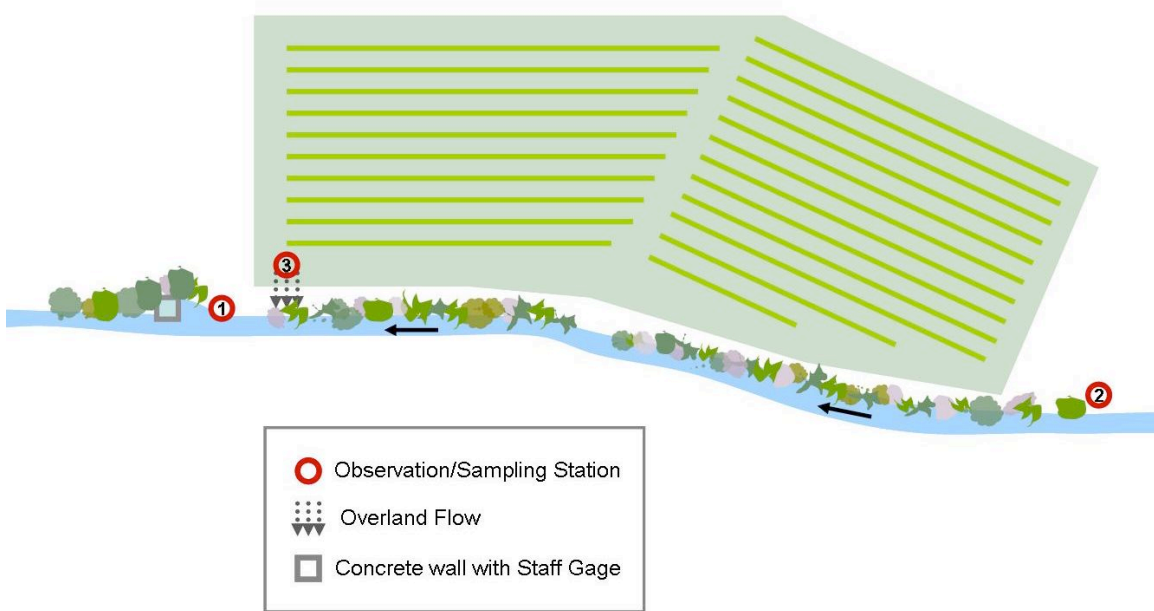 3
1
2
Observation/Sampling Station
Overland Flow
Concrete wall with Staff Gage